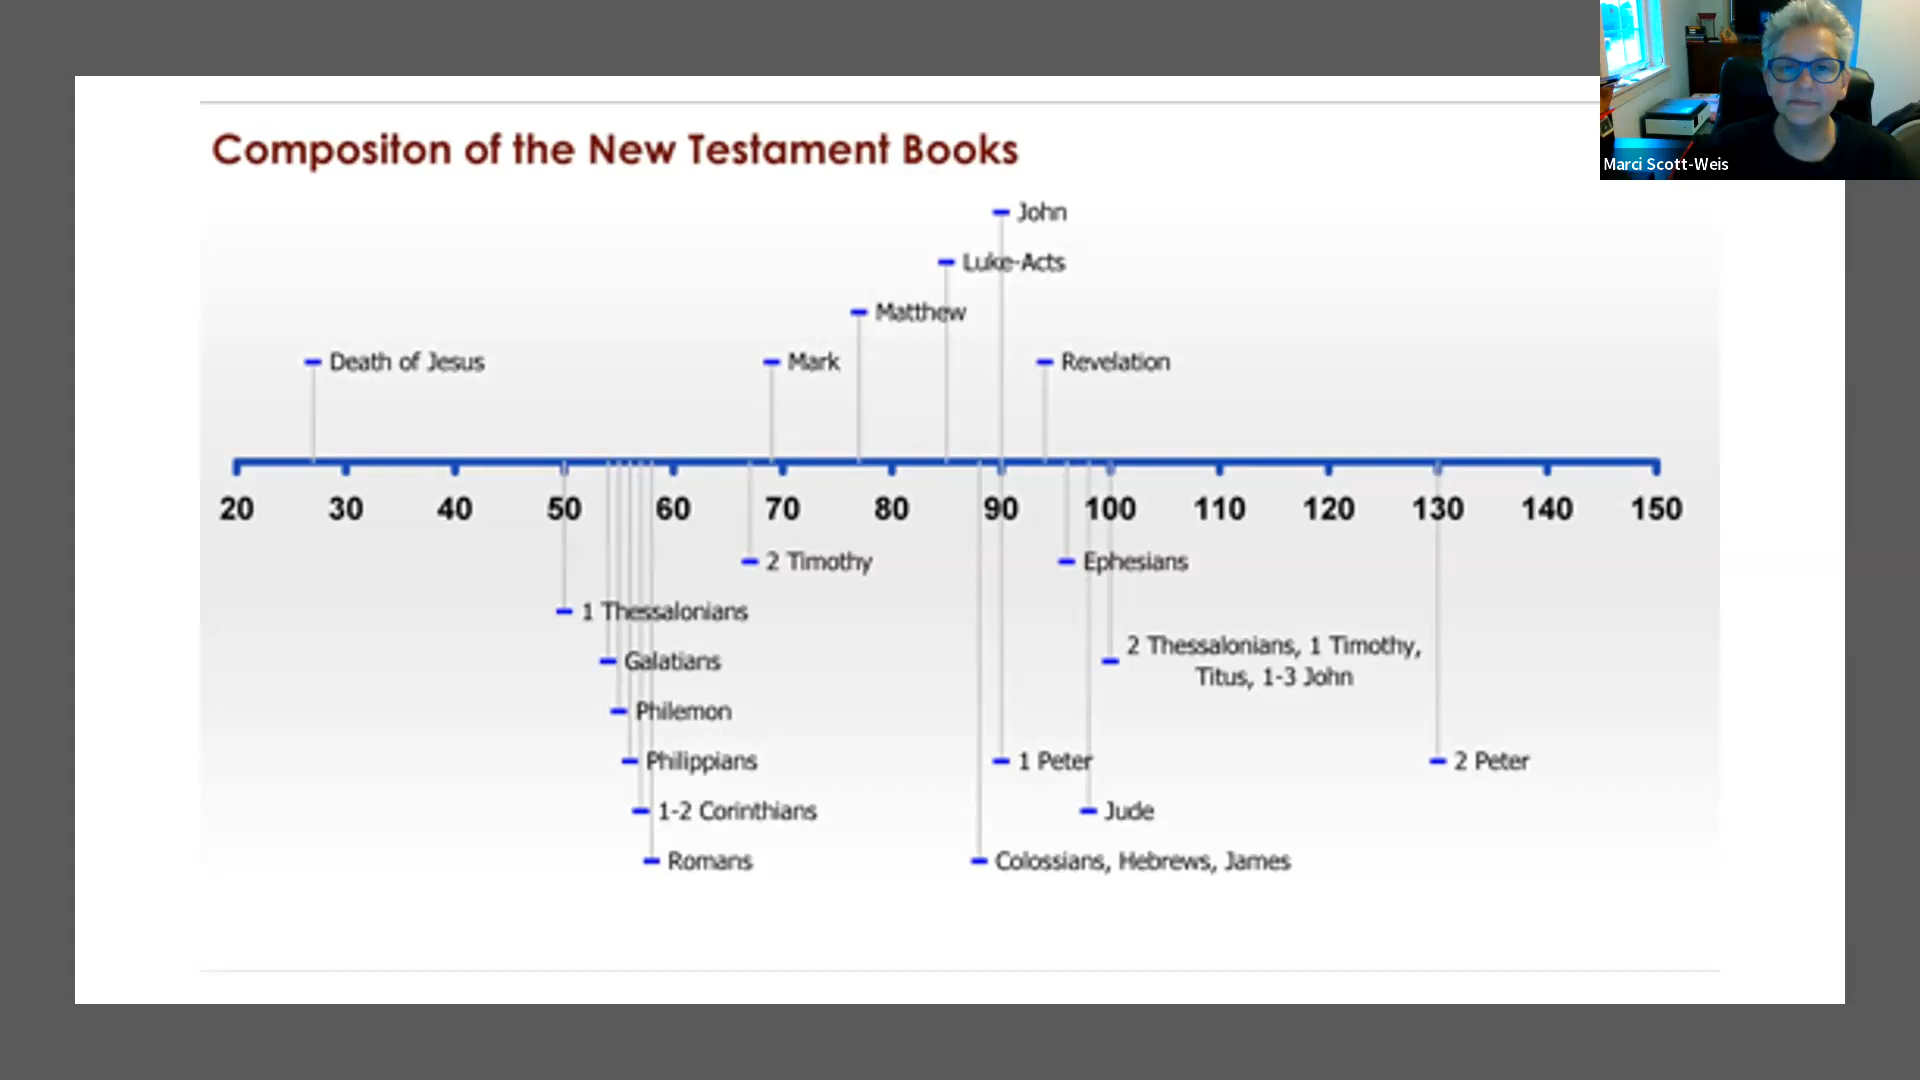 Marci Scott-Weis
Compositon of the New Testament Books
John
Luke-Acts
Matthew
Death of Jesus
Mark
Revelation
20 30 40 50 60 70 80 90 100 110 120 130 140 150
2 Timothy
Ephesians
1 Thessalonians
2 Thessalonians, 1 Timothy,
Titus, 1-3 John
Galatians
Philemon
Philippians
1 Peter
2 Peter
1-2 Corinthians
Jude
Romans
Colossians, Hebrews, James